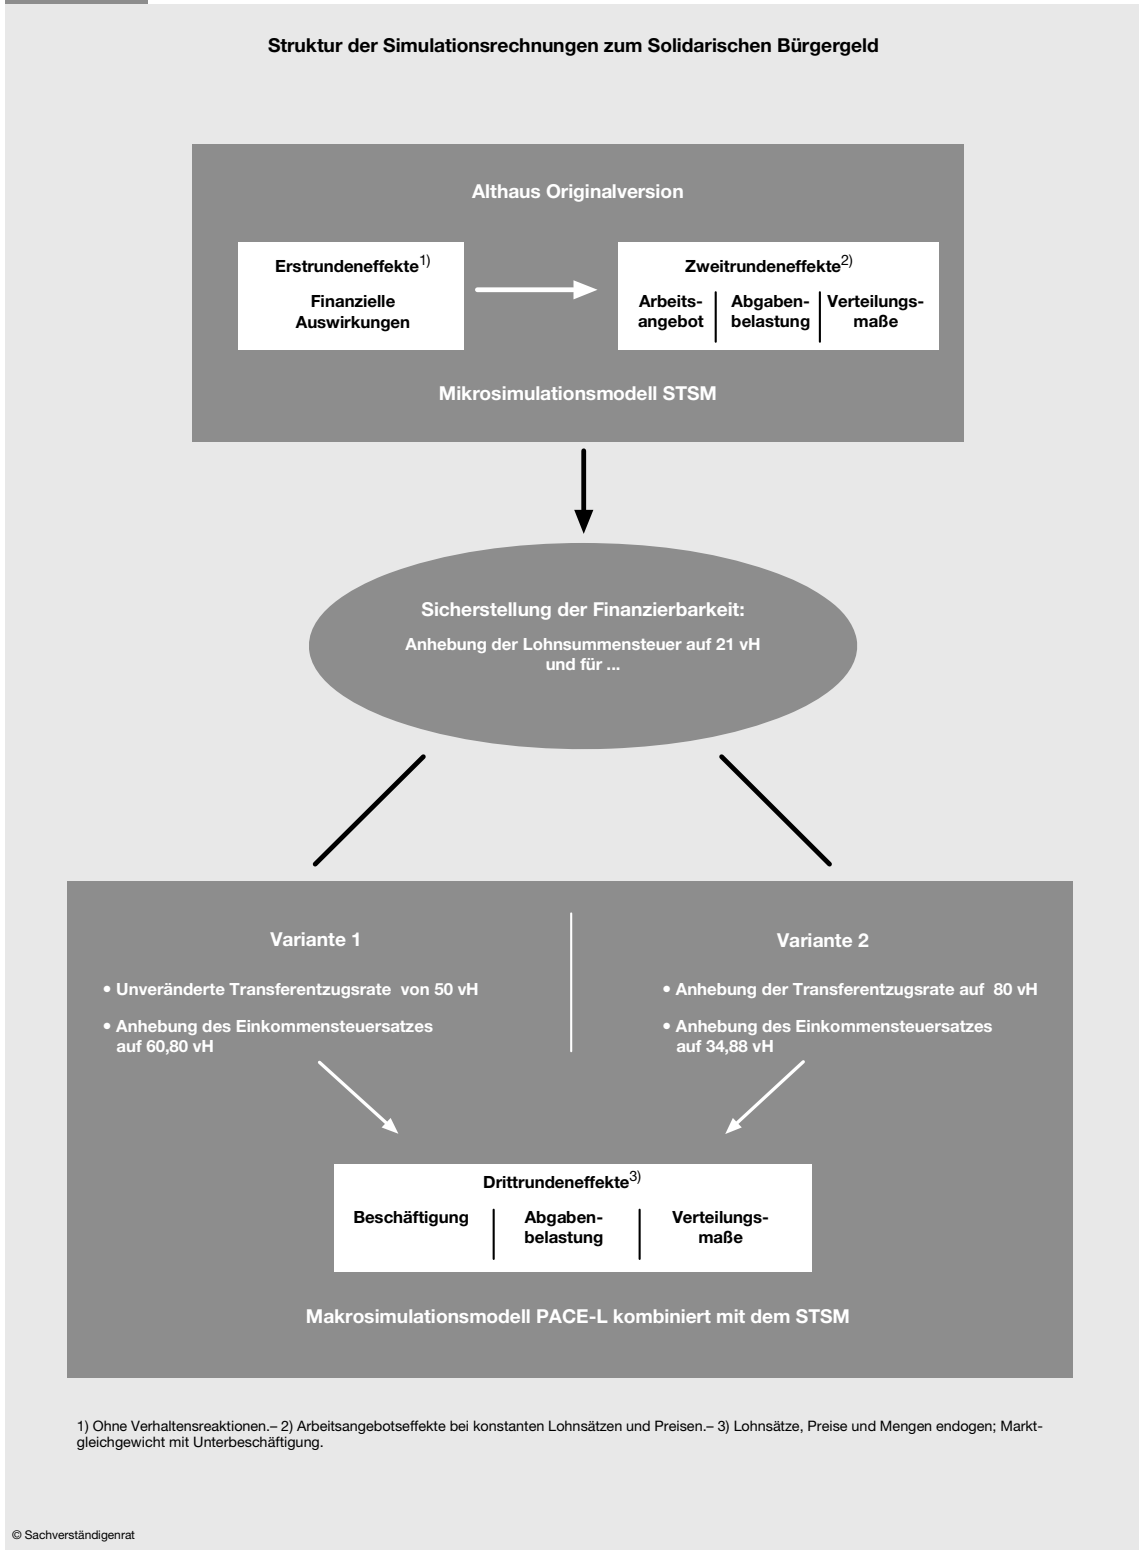 Struktur der Simulationsrechnungen zum Solidarischen Bürgergeld
Althaus Originalversion
Erstrundeneffekte1)
Finanzielle
Auswirkungen
Zweitrundeneffekte2)
Arbeits-
angebot
Abgaben-
belastung
Verteilungs-
maße
Mikrosimulationsmodell STSM
Sicherstellung der Finanzierbarkeit:
Anhebung der Lohnsummensteuer auf 21 vH
und für ...
Variante 1
• Unveränderte Transferentzugsrate von 50 vH
• Anhebung des Einkommensteuersatzes
auf 60,80 vH
Variante 2
• Anhebung der Transferentzugsrate auf 80 vH
• Anhebung des Einkommensteuersatzes
auf 34,88 vH
Drittrundeneffekte3)
Beschäftigung
Abgaben-
belastung
Verteilungs-
maße
Makrosimulationsmodell PACE-L kombiniert mit dem STSM
1) Ohne Verhaltensreaktionen.– 2) Arbeitsangebotseffekte bei konstanten Lohnsätzen und Preisen.– 3) Lohnsätze, Preise und Mengen endogen; Markt-
gleichgewicht mit Unterbeschäftigung.
© Sachverständigenrat